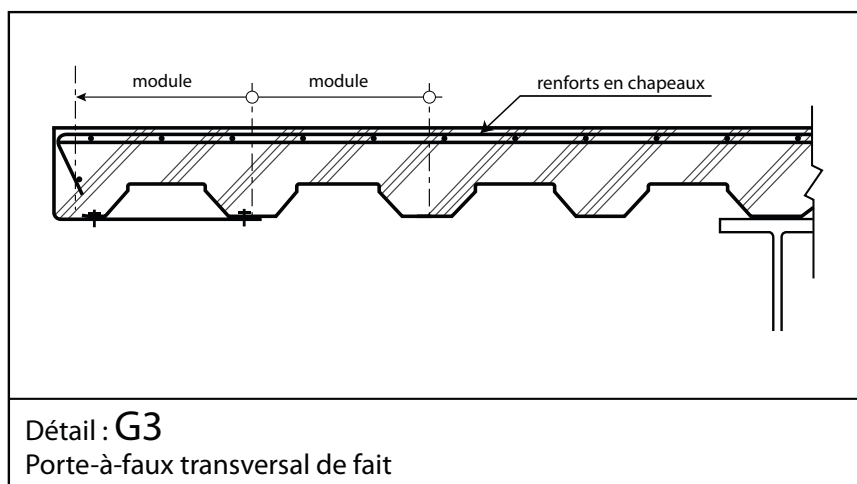 module
module
renforts en chapeaux
Détail : G3
Porte-à-faux transversal de fait